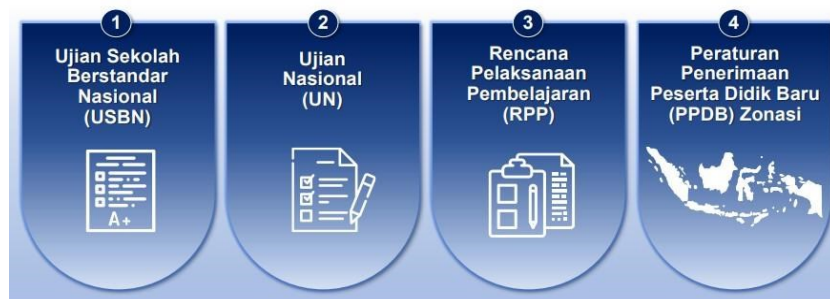 1
Ujian Sekolah
Berstandar
Nasional
(USBN)
A+
2
Ujian
Nasional
(UN)
3
Rencana
Pelaksanaan
Pembelajaran
(RPP)
4
Peraturan
Penerimaan
Peserta Didik Baru
(PPDB) Zonasi